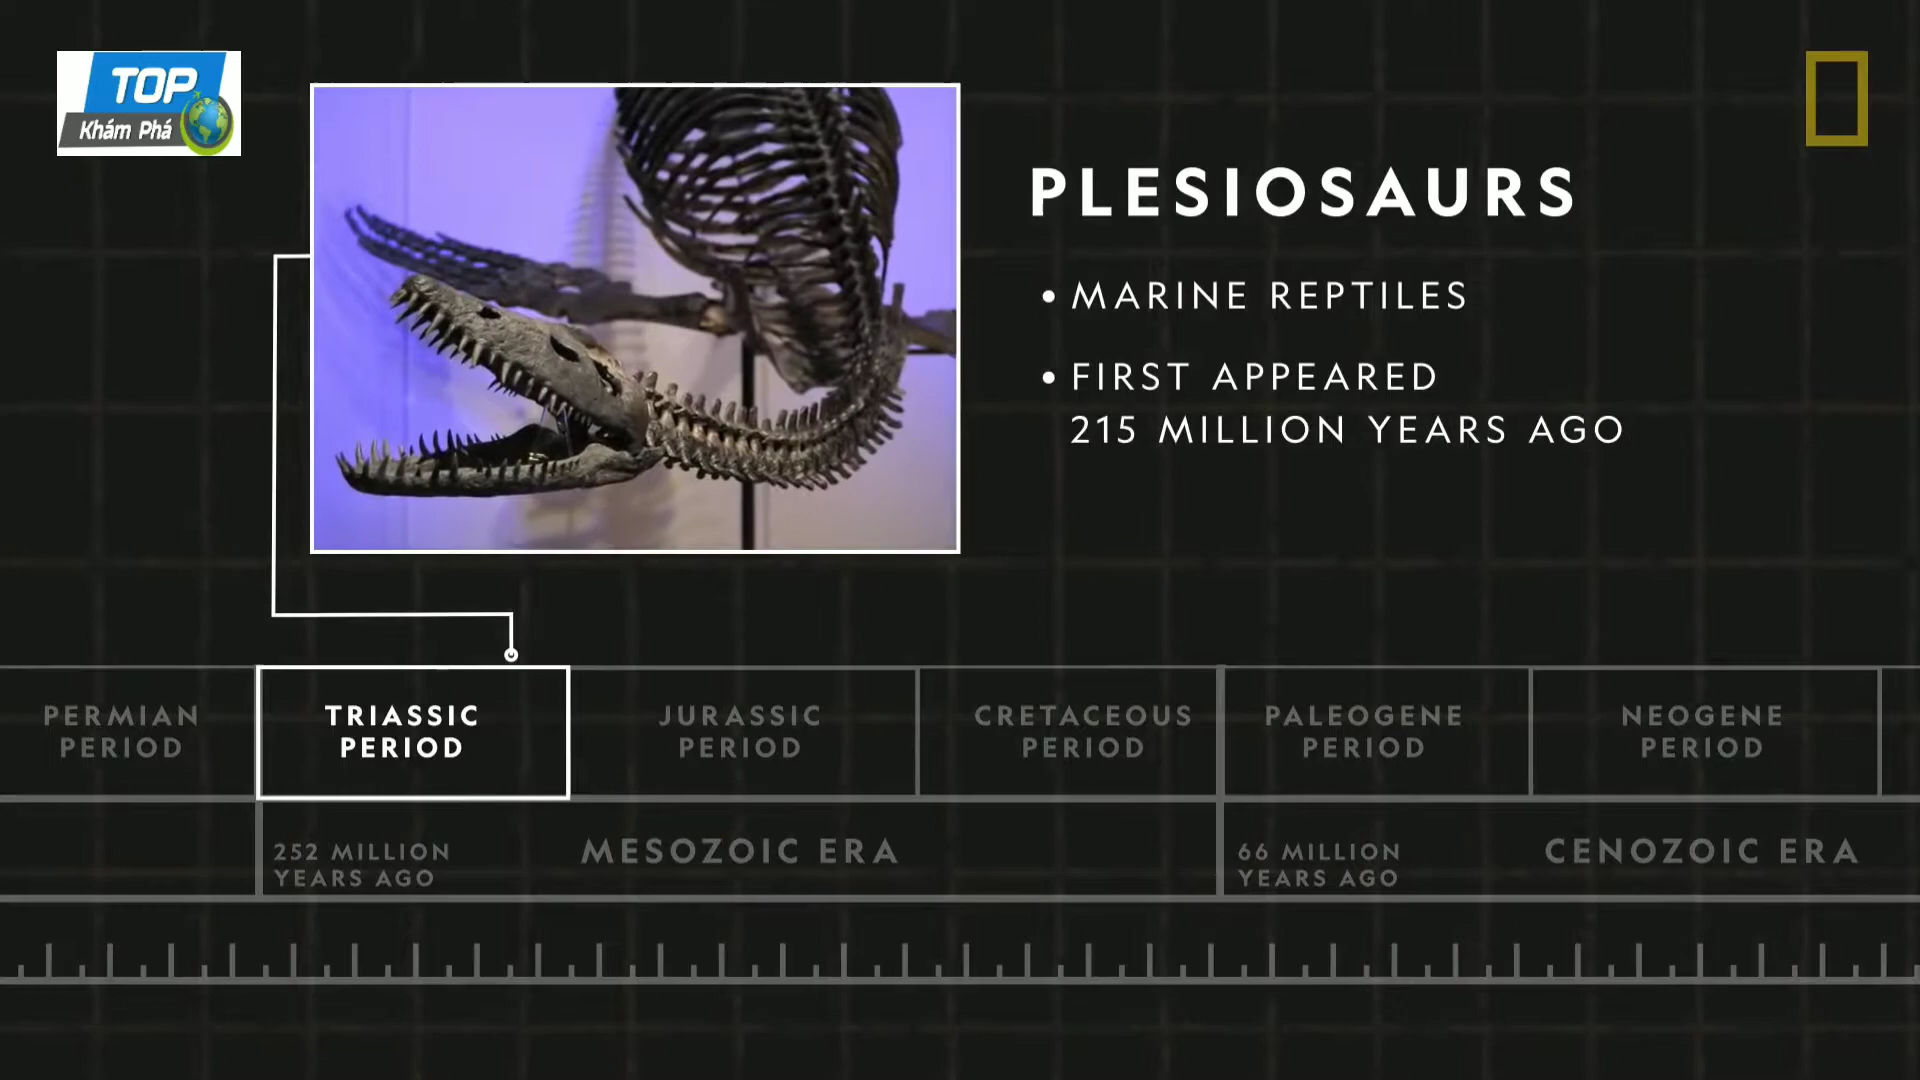 TOP
Khám Phá
PLESIOSAURS
• MARINE REPTILES
• FIRST APPEARED
215 MILLION YEARS AGO
PERMIAN
PERIOD
TRIASSIC
PERIOD
JURASSIC
PERIOD
CRETACEOUS
PERIOD
PALEOGENE
PERIOD
NEOGENE
PERIOD
252 MILLION
YEARS AGO
MESOZOIC ERA
66 MILLION
YEARS AGO
CENOZOIC ERA